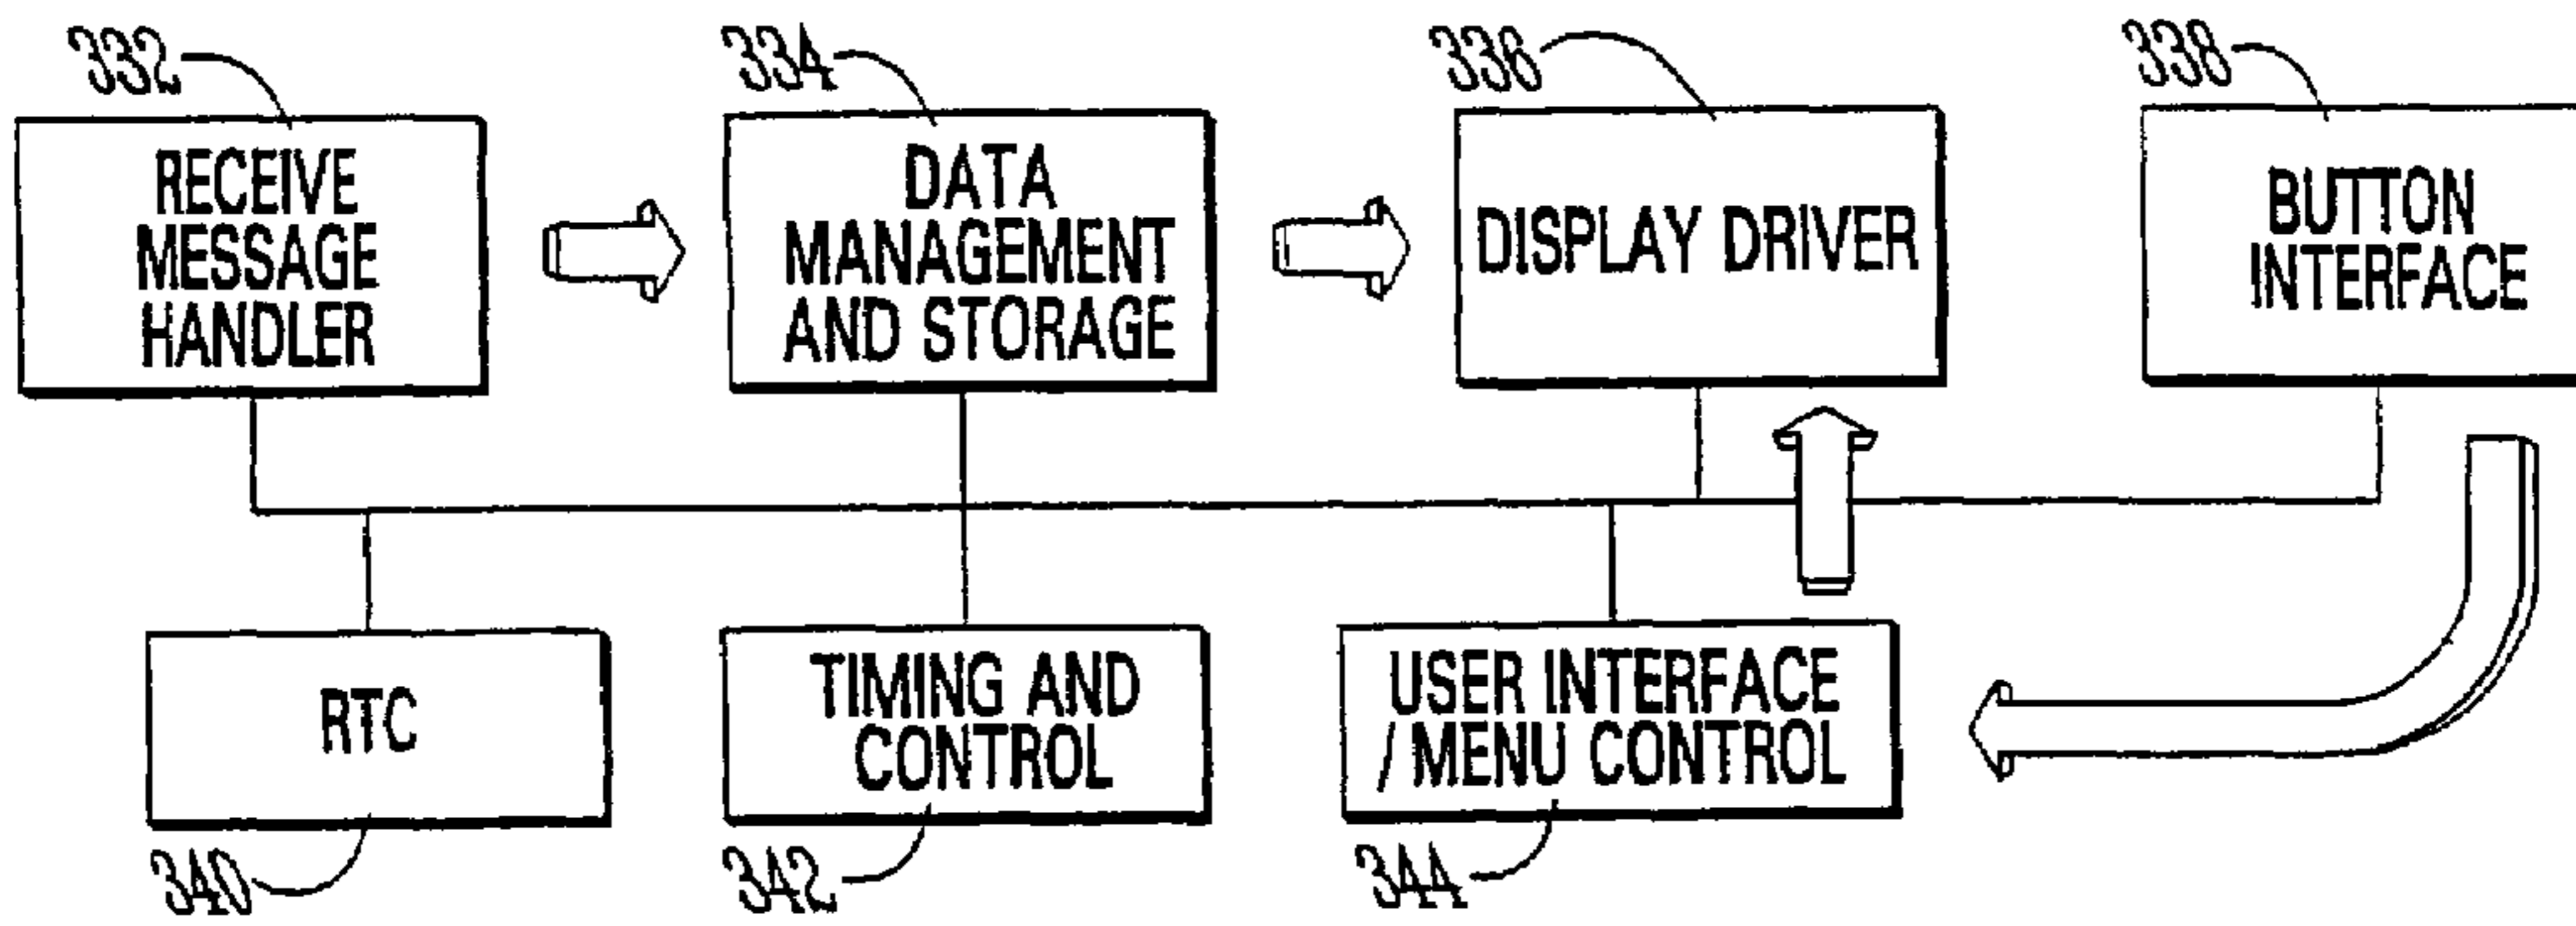 332
RECEIVE
MESSAGE
HANDLER
334
DATA
MANAGEMENT
AND STORAGE
336
DISPLAY DRIVER
338
BUTTON
INTERFACE
RTC
340
TIMING AND
CONTROL
342
USER INTERFACE
/ MENU CONTROL
344